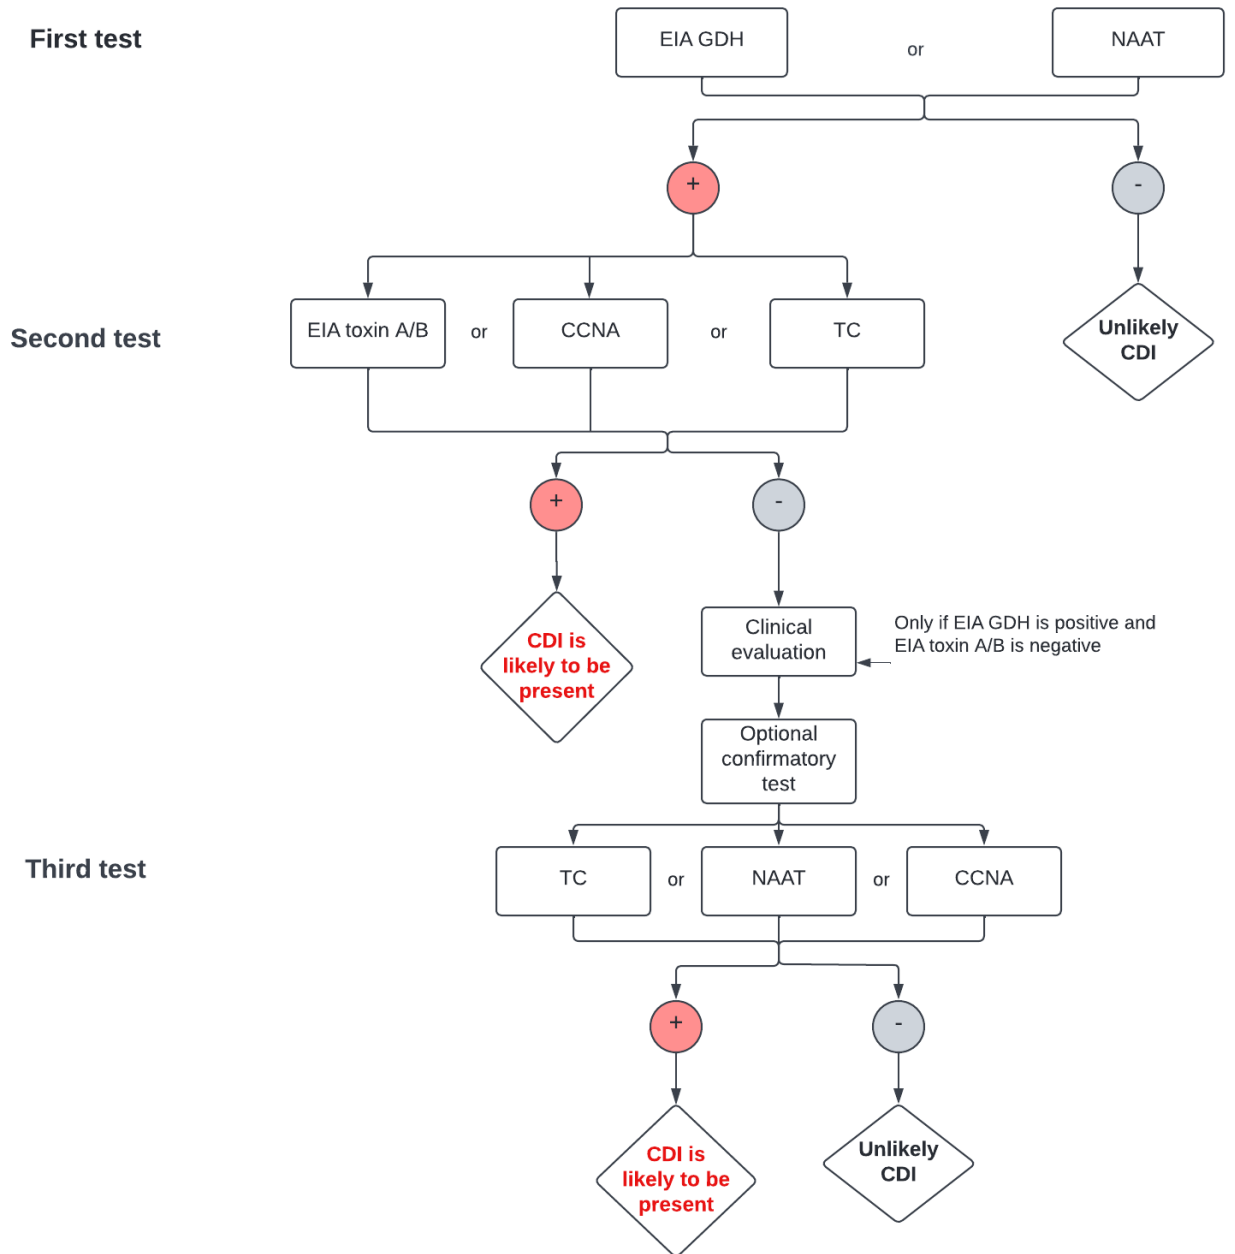 First test
EIA GDH
or
NAAT
+
-
Second test
EIA toxin A/B
or
CCNA
or
TC
Unlikely
CDI
+
-
CDI is
likely to be
present
Clinical
evaluation
Only if EIA GDH is positive and
EIA toxin A/B is negative
Optional
confirmatory
test
Third test
TC
or
NAAT
or
CCNA
+
-
CDI is
likely to be
present
Unlikely
CDI